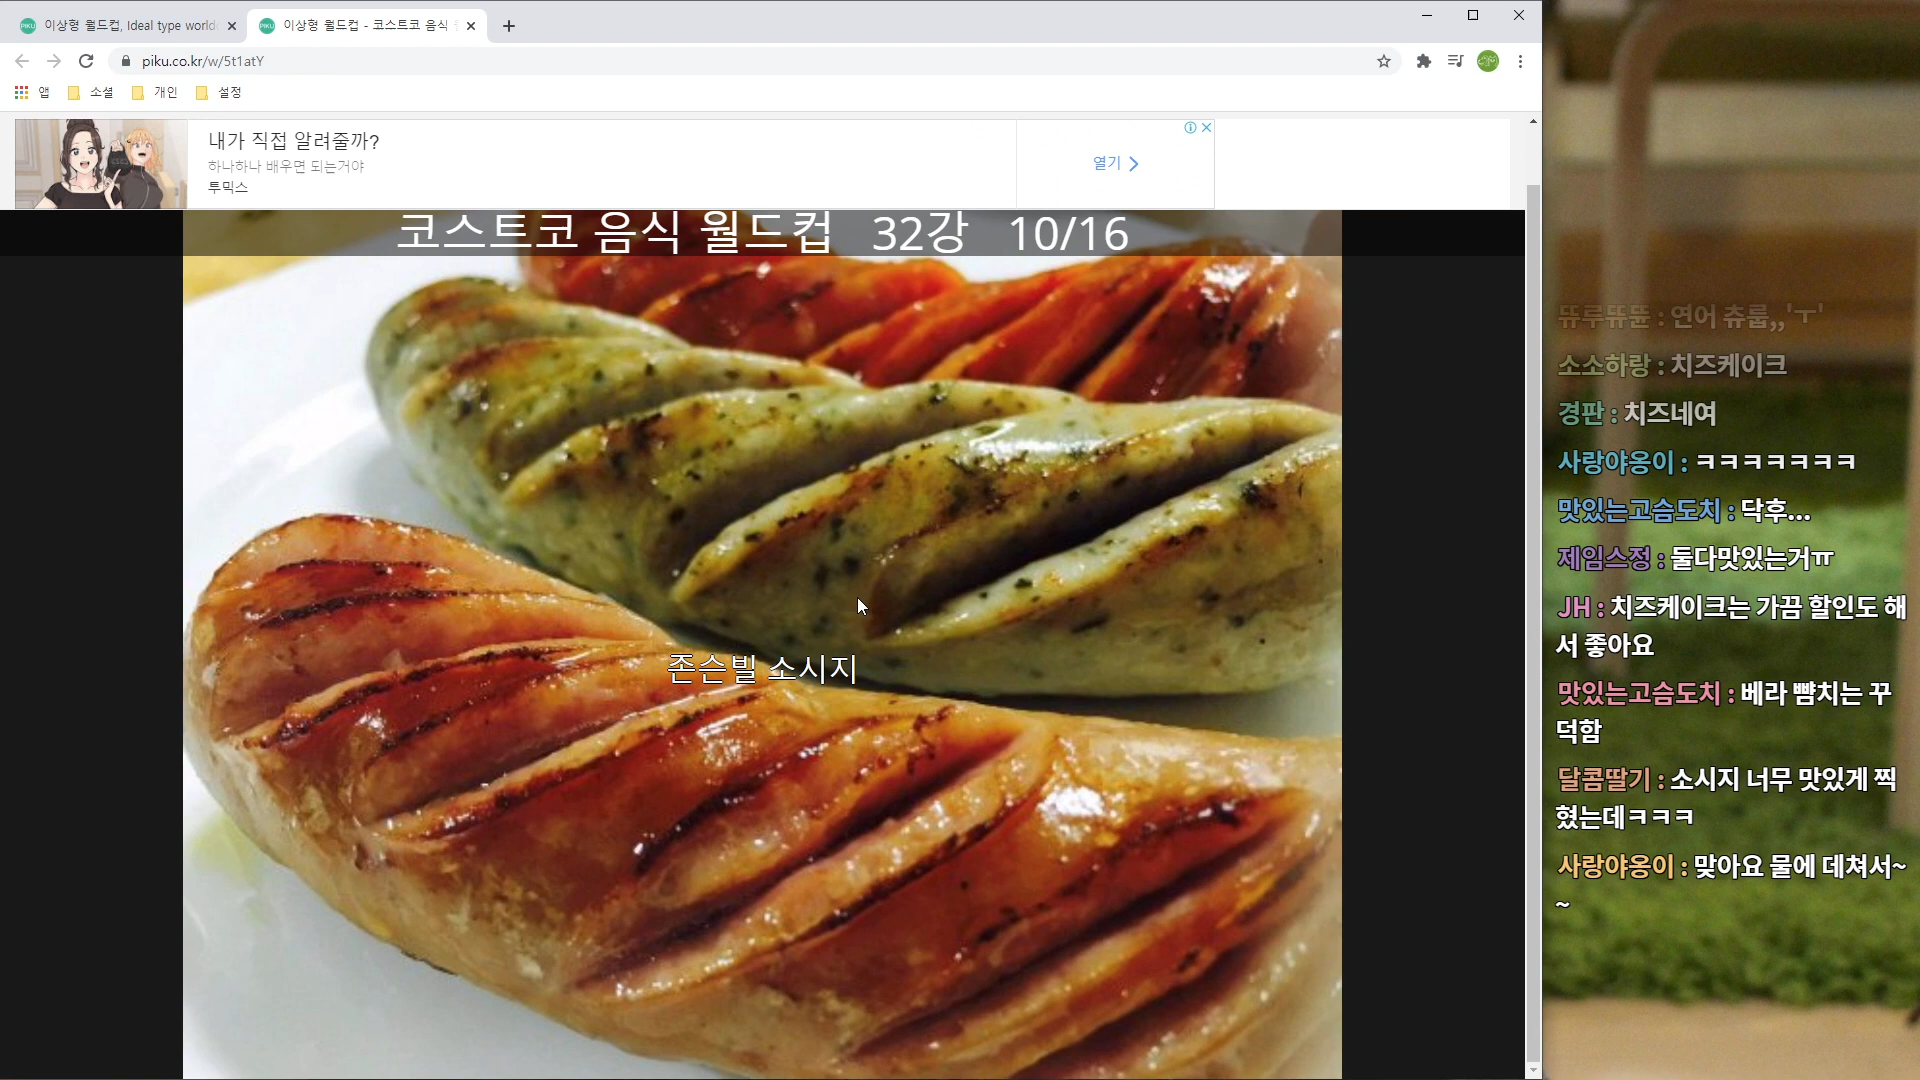 이상형 월드컵, Ideal type world
이상형 월드컵 - 코스트코 음식
piku.co.kr/w/5t1atY
앱
소셜
개인
설정
내가 직접 알려줄까?
하나하나 배우면 되는거야
투믹스
열기
코스트코 음식 월드컵 32강 10/16
존슨빌 소시지
뜌루뜌뜐 : 연어 츄룹,,'ㅜ'
소소하랑 : 치즈케이크
경판 : 치즈네여
사랑야옹이 : ㅋㅋㅋㅋㅋㅋㅋ
맛있는고슴도치 : 닥후...
제임스정 : 둘다맛있는거ㅠ
JH : 치즈케이크는 가끔 할인도 해
서 좋아요
맛있는고슴도치 : 베라 뺨치는 꾸
덕함
달콤딸기 : 소시지 너무 맛있게 찍
혔는데ㅋㅋㅋ
사랑야옹이 : 맞아요 물에 데쳐서~
~